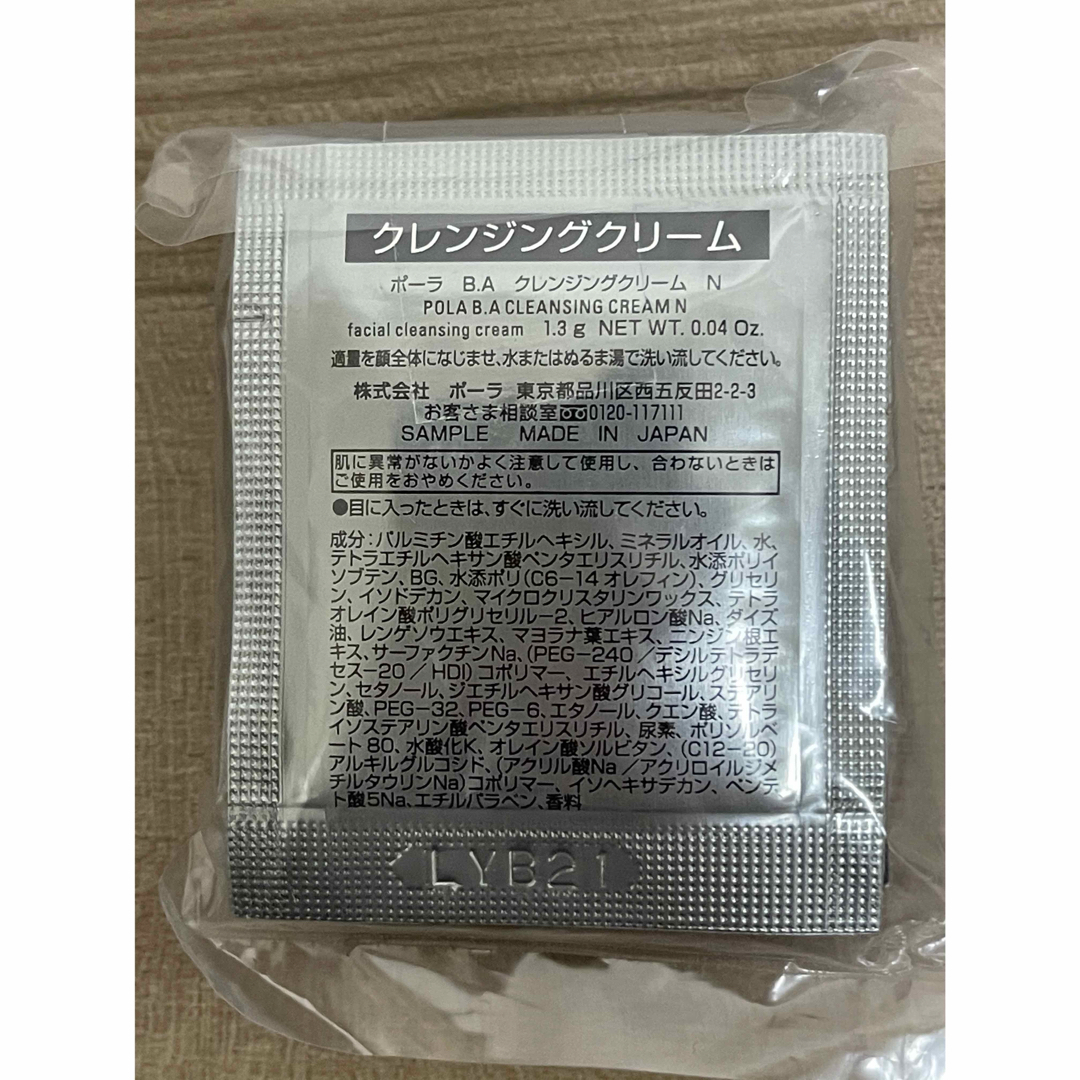 クレンジングクリーム
ポーラ B.A クレンジングクリーム N
POLA B.A CLEANSING CREAM N
facial cleansing cream 1.3 g NET WT. 0.04 Oz.
適量を顔全体になじませ、水またはぬるま湯で洗い流してください。
株式会社 ポーラ 東京都品川区西五反田2-2-3
お客さま相談室 0120-117111
SAMPLE MADE IN JAPAN
肌に異常がないかよく注意して使用し、合わないときは
ご使用をおやめください。
●目に入ったときは、すぐに洗い流してください。
成分：パルミチン酸エチルヘキシル、ミネラルオイル、水、
テトラエチルヘキサン酸ペンタエリスリチル、水添ポリイ
ソブテン、BG、水添ポリ(C6-14オレフィン)、グリセリ
ン、イソドデカン、マイクロクリスタリンワックス、テトラ
オレイン酸ポリグリセリル-2、ヒアルロン酸Na、ダイズ
油、レンゲソウエキス、マヨラナ葉エキス、ニンジン根エ
キス、サーファクチンNa、(PEG-240／デシルテトラデ
セス-20／HDI)コポリマー、エチルヘキシルグリセリ
ン、セタノール、ジエチルヘキサン酸グリコール、ステアリ
ン酸、PEG-32、PEG-6、エタノール、クエン酸、テトラ
イソステアリン酸ペンタエリスリチル、尿素、ポリソルベ
ート80、水酸化K、オレイン酸ソルビタン、(C12-20)
アルキルグルコシド、(アクリル酸Na／アクリロイルジメ
チルタウリンNa)コポリマー、イソヘキサデカン、ペンテ
ト酸5Na、エチルパラベン、香料
LYB21